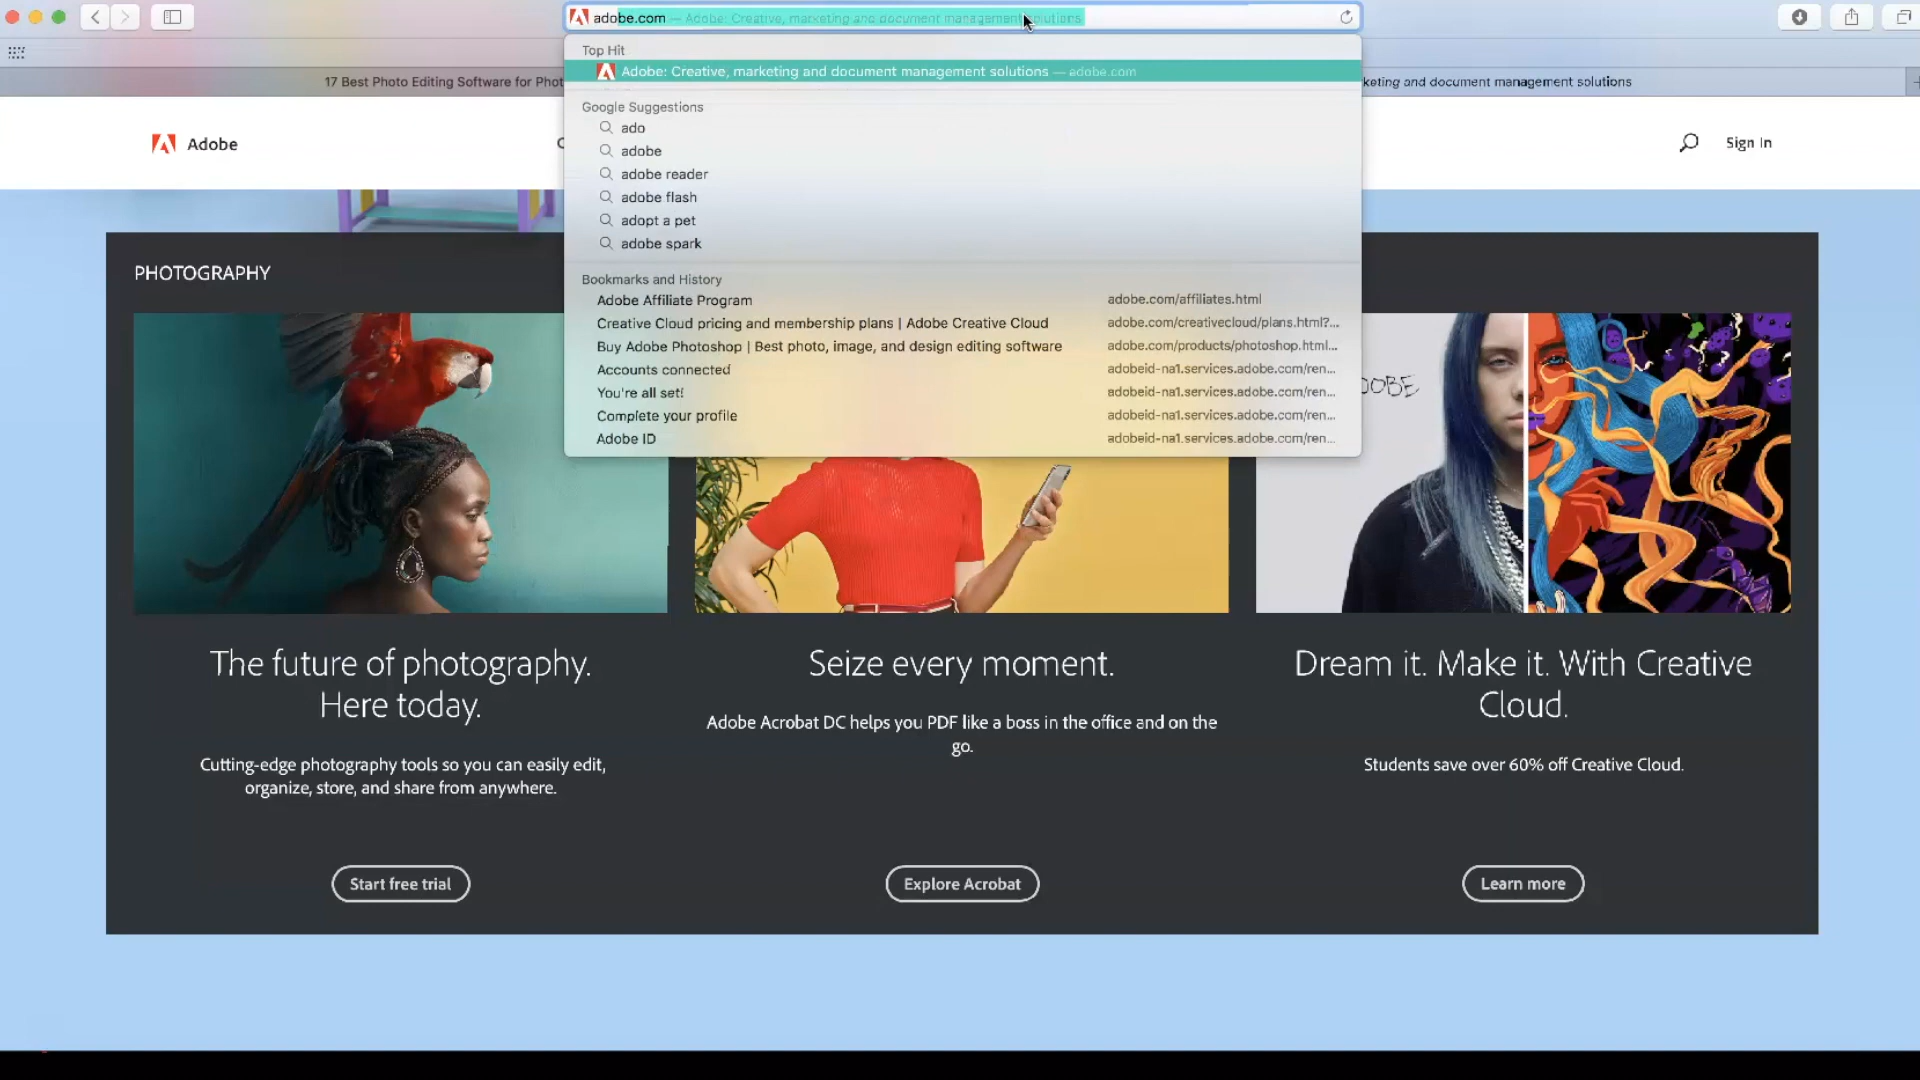 adobe.com — Adobe: Creative, marketing and document management solutions
Top Hit
Adobe: Creative, marketing and document management solutions — adobe.com
17 Best Photo Editing Software for Phot
keting and document management solutions
Google Suggestions
ado
adobe
adobe reader
adobe flash
adopt a pet
adobe spark
Bookmarks and History
Adobe Affiliate Program adobe.com/affiliates.html
Creative Cloud pricing and membership plans | Adobe Creative Cloud adobe.com/creativecloud/plans.html?...
Buy Adobe Photoshop | Best photo, image, and design editing software adobe.com/products/photoshop.html...
Accounts connected adobeid-na1.services.adobe.com/ren...
You're all set! adobeid-na1.services.adobe.com/ren...
Complete your profile adobeid-na1.services.adobe.com/ren...
Adobe ID adobeid-na1.services.adobe.com/ren...
Adobe
Sign In
PHOTOGRAPHY
The future of photography.
Here today.
Cutting-edge photography tools so you can easily edit,
organize, store, and share from anywhere.
Start free trial
Seize every moment.
Adobe Acrobat DC helps you PDF like a boss in the office and on the
go.
Explore Acrobat
Dream it. Make it. With Creative
Cloud.
Students save over 60% off Creative Cloud.
Learn more